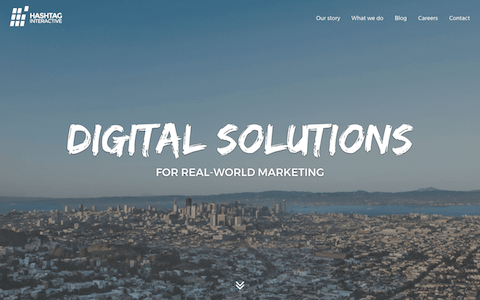 HASHTAG
INTERACTIVE
Our story What we do Blog Careers Contact
DIGITAL SOLUTIONS
FOR REAL-WORLD MARKETING